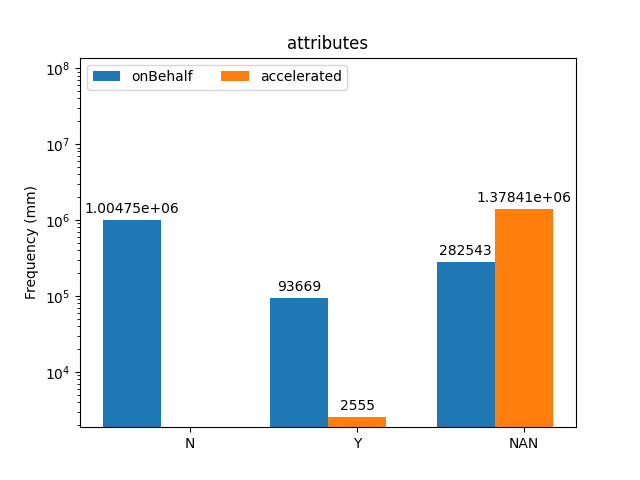 attributes
onBehalf accelerated
Frequency (mm)
10^8
10^7
10^6
10^5
10^4
1.00475e+06
93669
2555
282543
1.37841e+06
N Y NAN